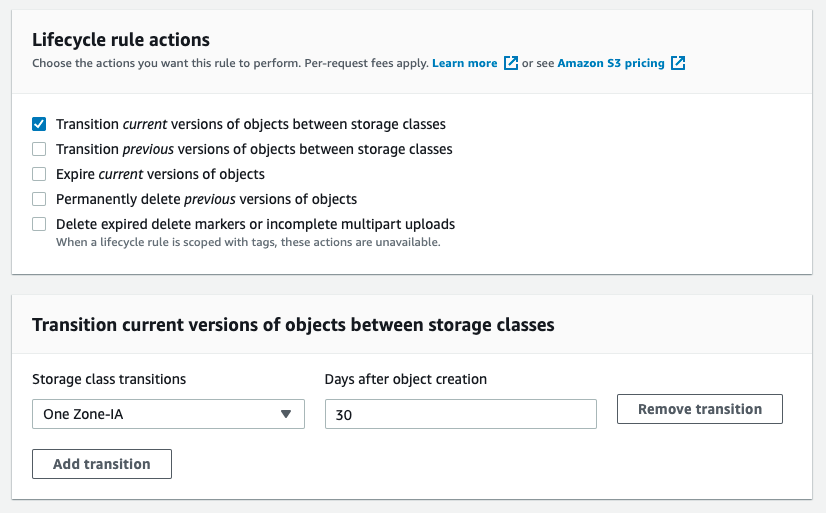 Lifecycle rule actions
Choose the actions you want this rule to perform. Per-request fees apply. Learn more or see Amazon S3 pricing
Transition current versions of objects between storage classes
Transition previous versions of objects between storage classes
Expire current versions of objects
Permanently delete previous versions of objects
Delete expired delete markers or incomplete multipart uploads
When a lifecycle rule is scoped with tags, these actions are unavailable.
Transition current versions of objects between storage classes
Storage class transitions Days after object creation
One Zone-IA 30 Remove transition
Add transition